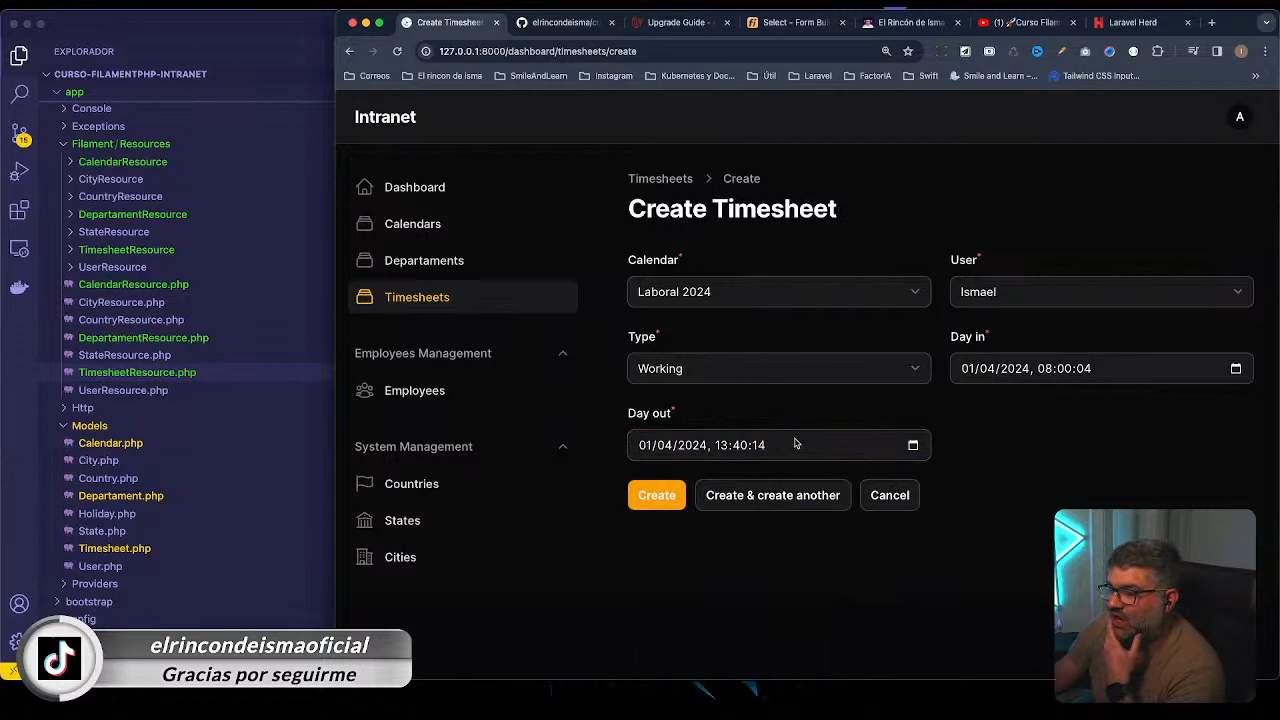 Create Timesheet
elrincondeisma/cu
Upgrade Guide -
Select - Form Bui
El Rincón de Isma
(1) 🚀Curso Filam
Laravel Herd
127.0.0.1:8000/dashboard/timesheets/create
Correos
El rincon de isma
SmileAndLearn
Instagram
Kubernetes y Doc...
Útil
Laravel
FactorIA
Swift
Smile and Learn –...
Tailwind CSS Input...
EXPLORADOR
CURSO-FILAMENTPHP-INTRANET
app
Console
Exceptions
Filament / Resources
CalendarResource
CityResource
CountryResource
DepartamentResource
StateResource
TimesheetResource
UserResource
CalendarResource.php
CityResource.php
CountryResource.php
DepartamentResource.php
StateResource.php
TimesheetResource.php
UserResource.php
Http
Models
Calendar.php
City.php
Country.php
Departament.php
Holiday.php
State.php
Timesheet.php
User.php
Providers
bootstrap
15
Intranet
A
Dashboard
Calendars
Departaments
Timesheets
Employees Management
Employees
System Management
Countries
States
Cities
Timesheets > Create
Create Timesheet
Calendar*
Laboral 2024
User*
Ismael
Type*
Working
Day in*
01/04/2024, 08:00:04
Day out*
01/04/2024, 13:40:14
Create
Create & create another
Cancel
elrincondeismaoficial
Gracias por seguirme